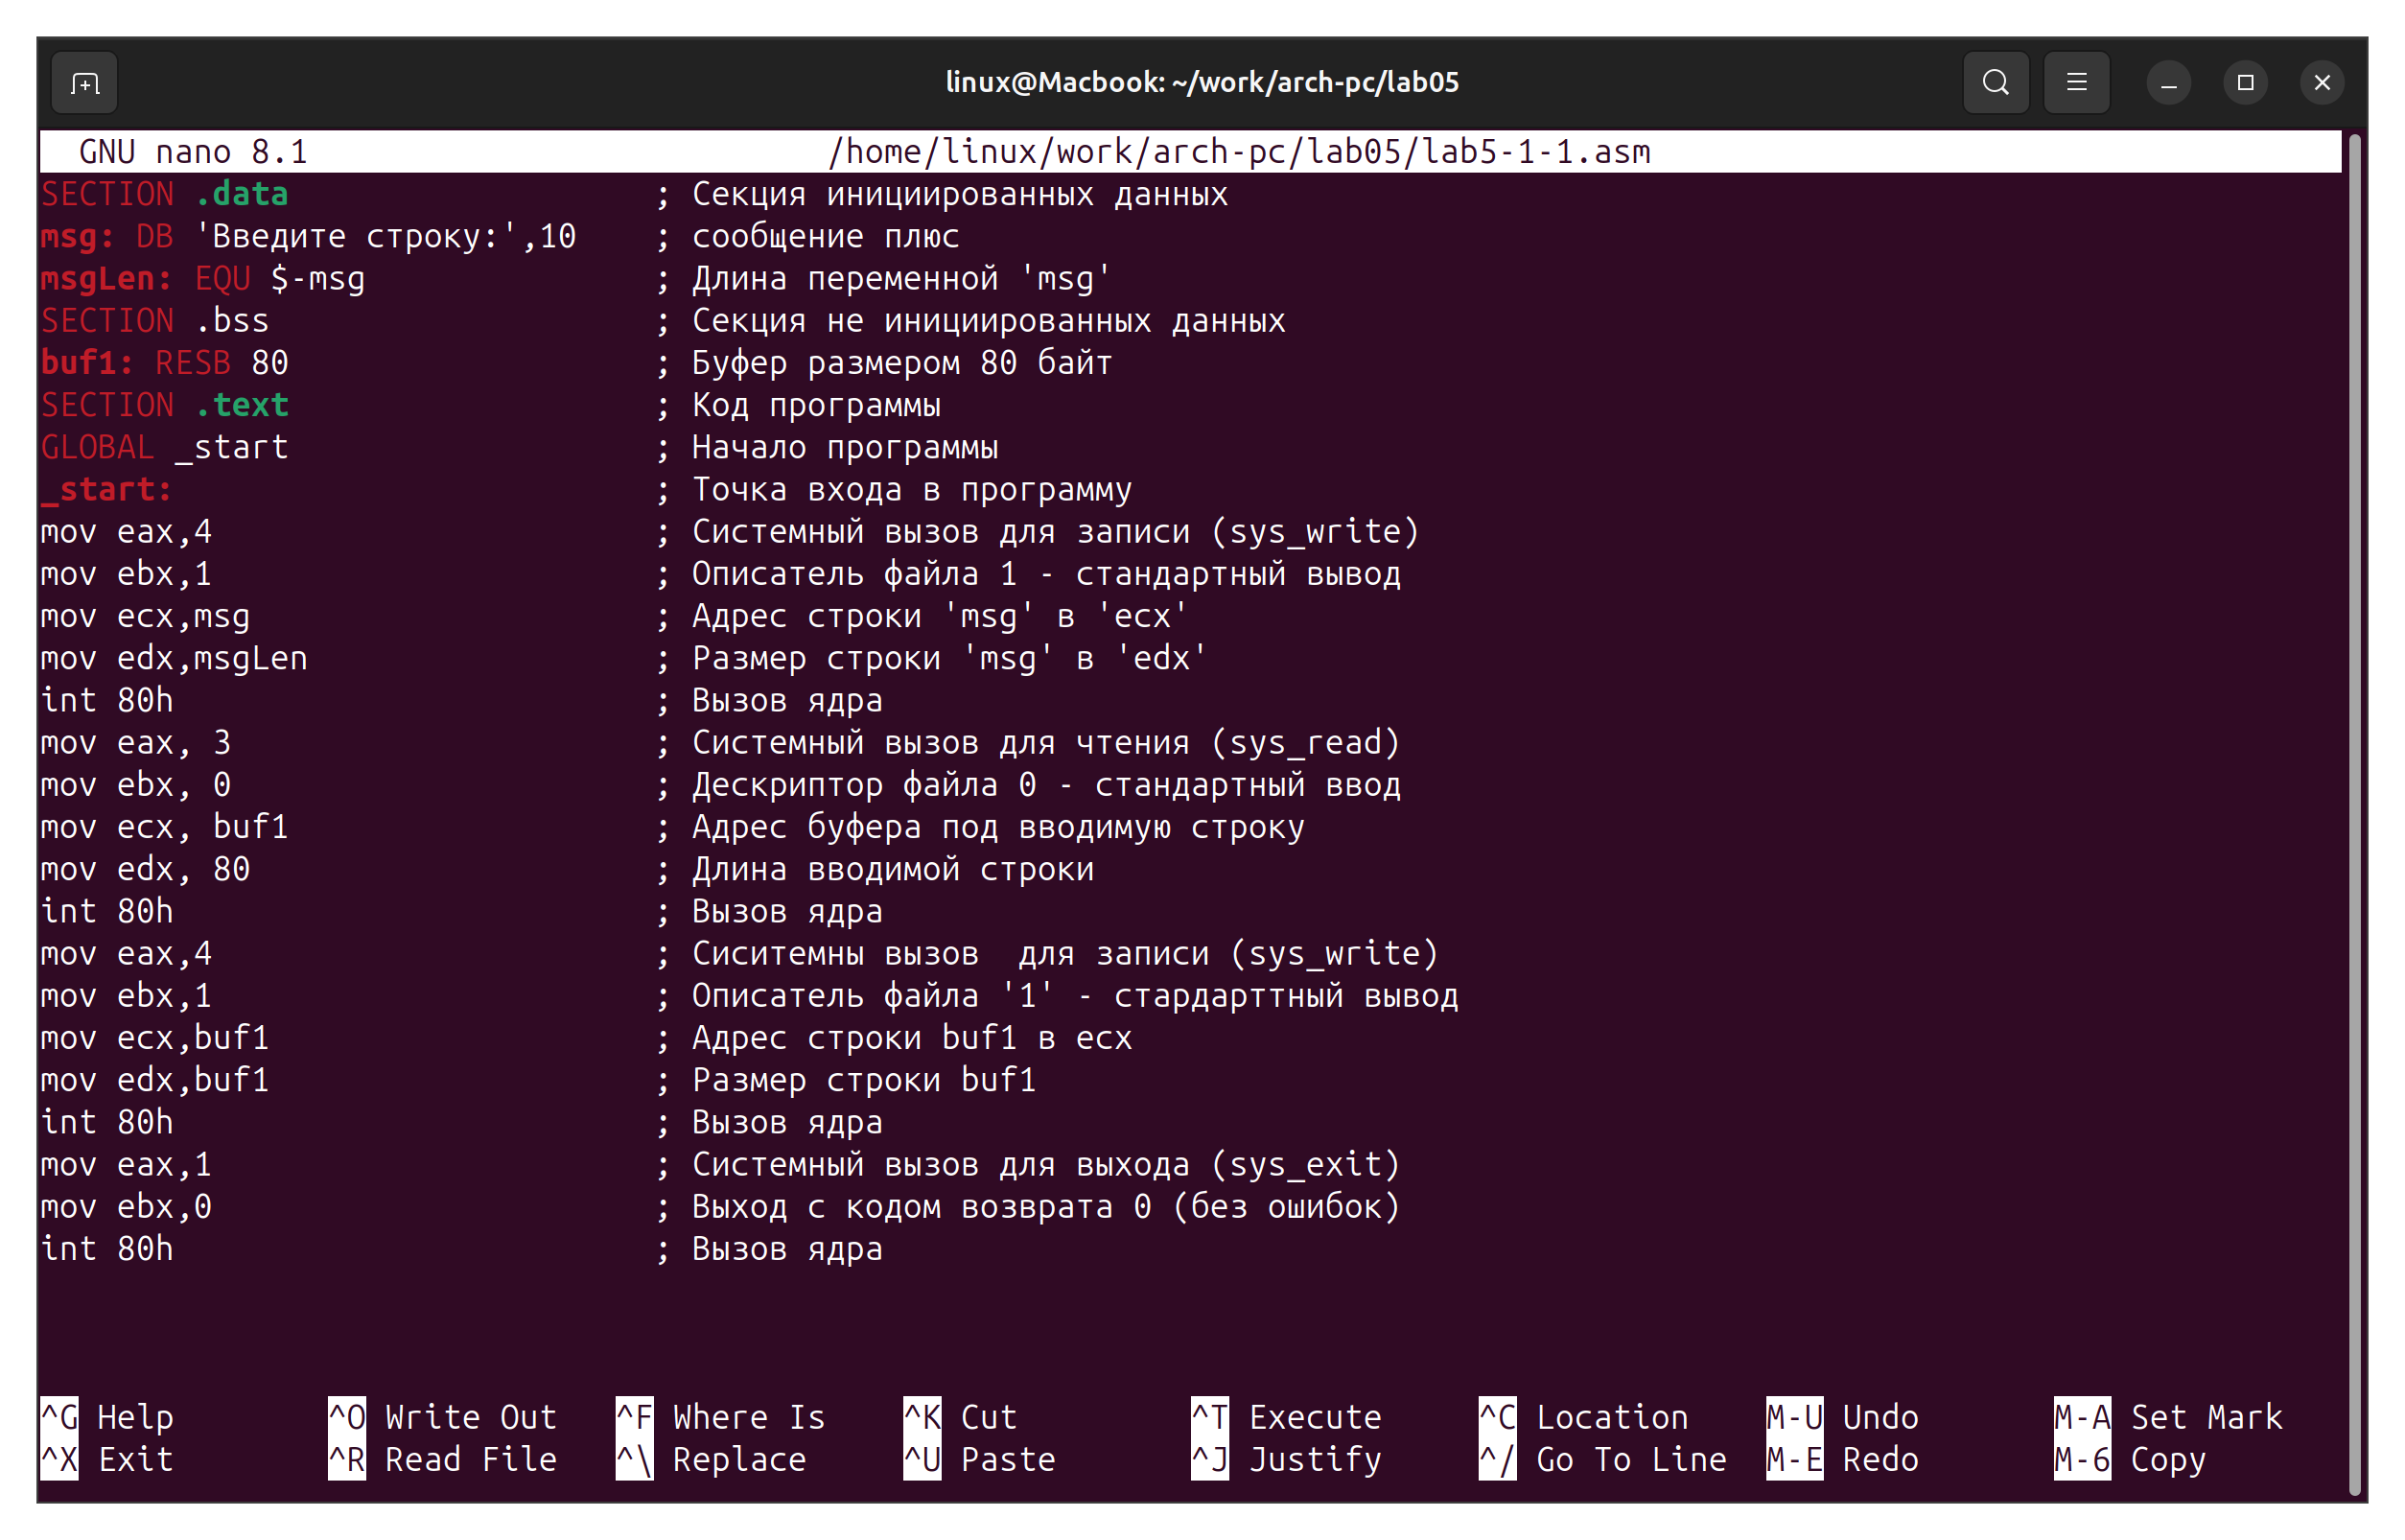 linux@Macbook: ~/work/arch-pc/lab05
GNU nano 8.1 /home/linux/work/arch-pc/lab05/lab5-1-1.asm
SECTION .data ; Секция инициированных данных
msg: DB 'Введите строку:',10 ; сообщение плюс
msgLen: EQU $-msg ; Длина переменной 'msg'
SECTION .bss ; Секция не инициированных данных
buf1: RESB 80 ; Буфер размером 80 байт
SECTION .text ; Код программы
GLOBAL _start ; Начало программы
_start: ; Точка входа в программу
mov eax,4 ; Системный вызов для записи (sys_write)
mov ebx,1 ; Описатель файла 1 - стандартный вывод
mov ecx,msg ; Адрес строки 'msg' в 'ecx'
mov edx,msgLen ; Размер строки 'msg' в 'edx'
int 80h ; Вызов ядра
mov eax, 3 ; Системный вызов для чтения (sys_read)
mov ebx, 0 ; Дескриптор файла 0 - стандартный ввод
mov ecx, buf1 ; Адрес буфера под вводимую строку
mov edx, 80 ; Длина вводимой строки
int 80h ; Вызов ядра
mov eax,4 ; Сиситемны вызов  для записи (sys_write)
mov ebx,1 ; Описатель файла '1' - стардарттный вывод
mov ecx,buf1 ; Адрес строки buf1 в ecx
mov edx,buf1 ; Размер строки buf1
int 80h ; Вызов ядра
mov eax,1 ; Системный вызов для выхода (sys_exit)
mov ebx,0 ; Выход с кодом возврата 0 (без ошибок)
int 80h ; Вызов ядра
^G Help ^O Write Out ^F Where Is ^K Cut ^T Execute ^C Location M-U Undo M-A Set Mark
^X Exit ^R Read File ^\ Replace ^U Paste ^J Justify ^/ Go To Line M-E Redo M-6 Copy